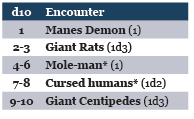 d10 Encounter
1 Manes Demon (1)
2-3 Giant Rats (1d3)
4-6 Mole-man* (1)
7-8 Cursed humans* (1d2)
9-10 Giant Centipedes (1d3)